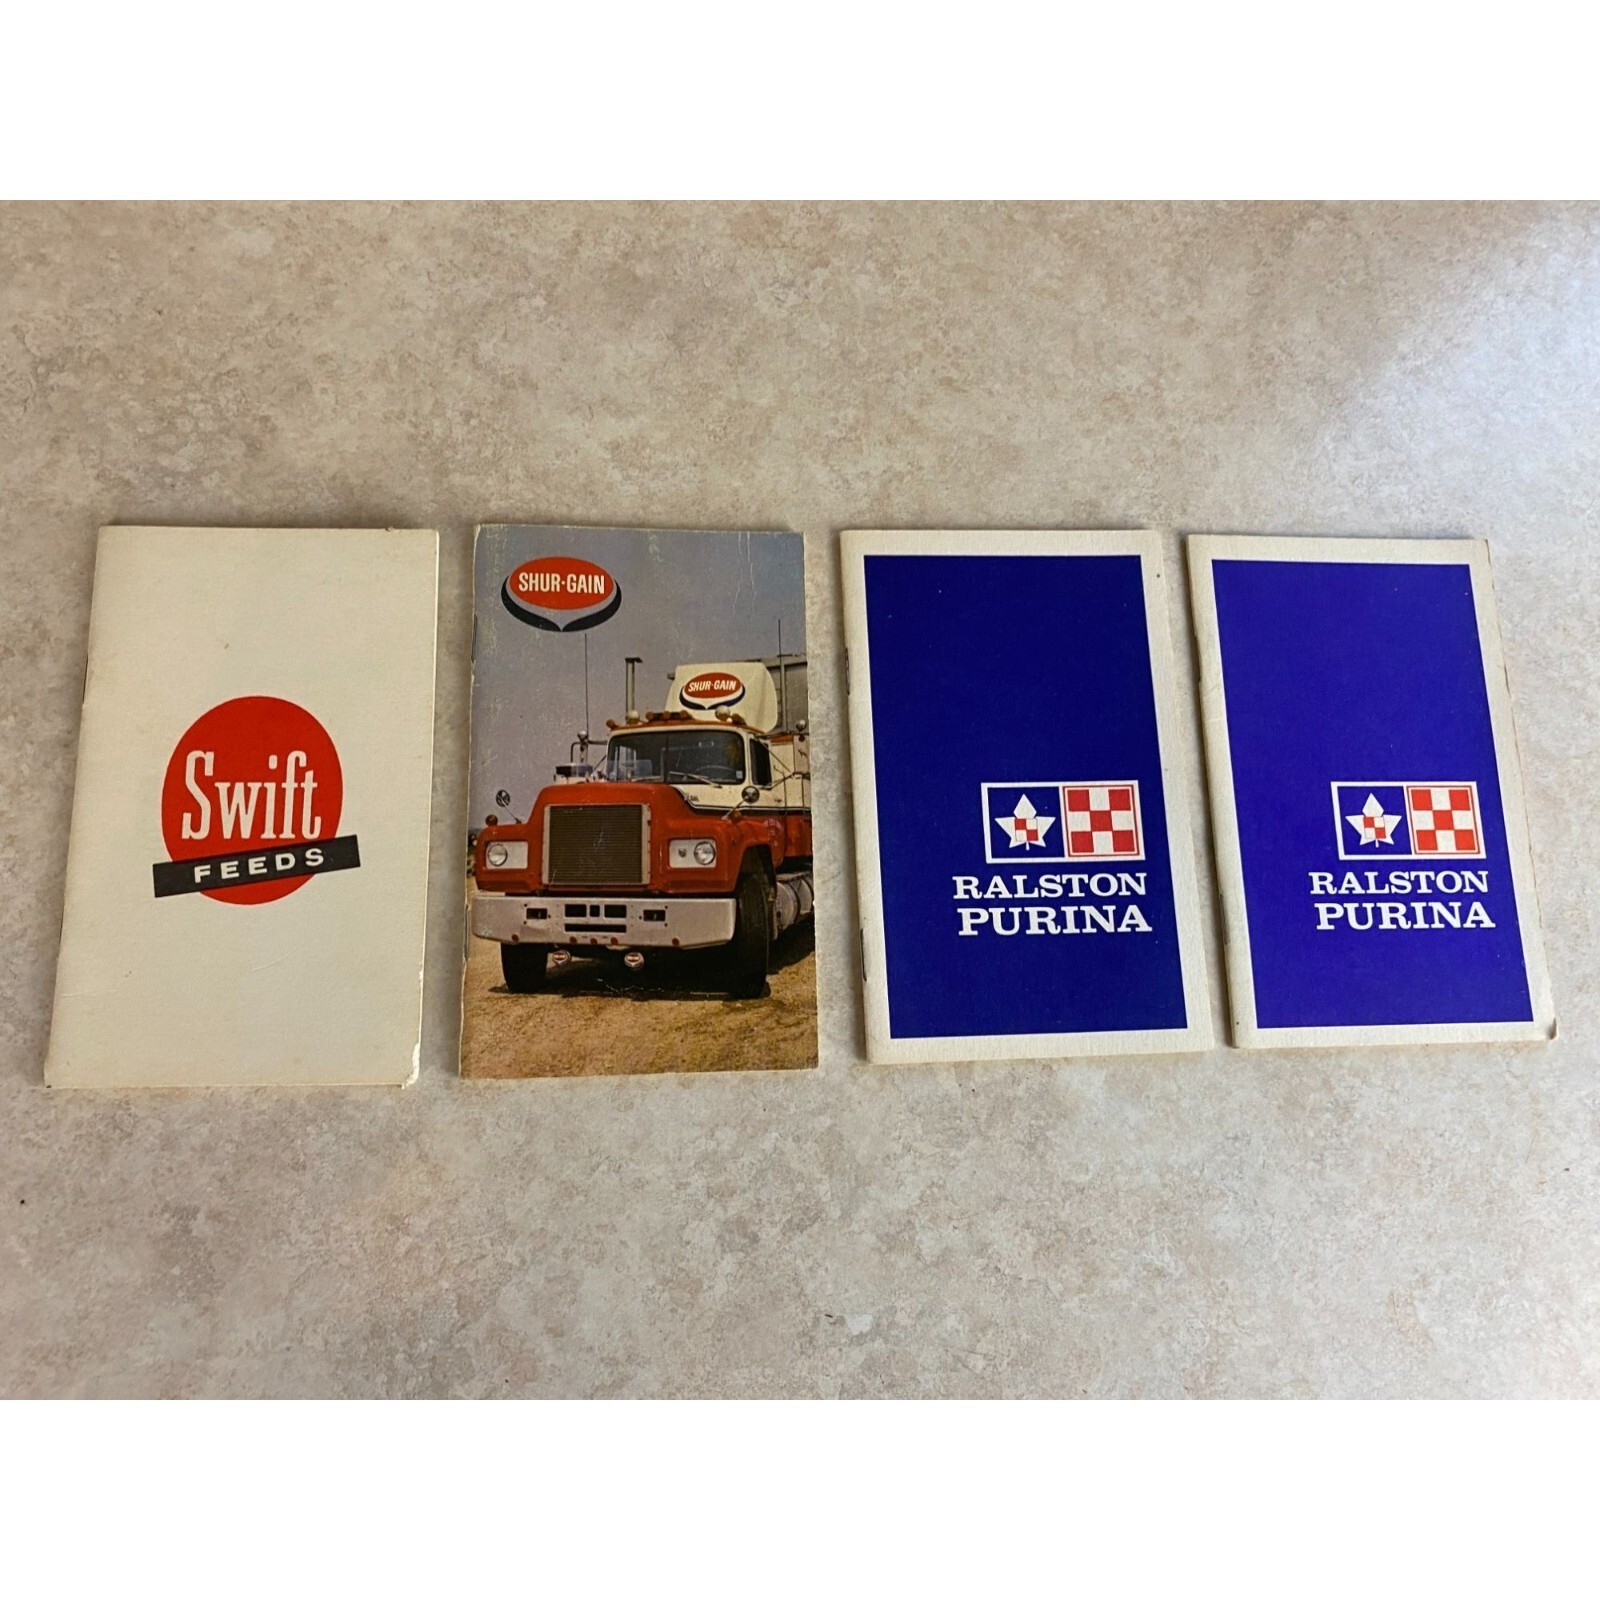 Swift
FEEDS
SHUR·GAIN
SHUR·GAIN
RALSTON
PURINA
RALSTON
PURINA